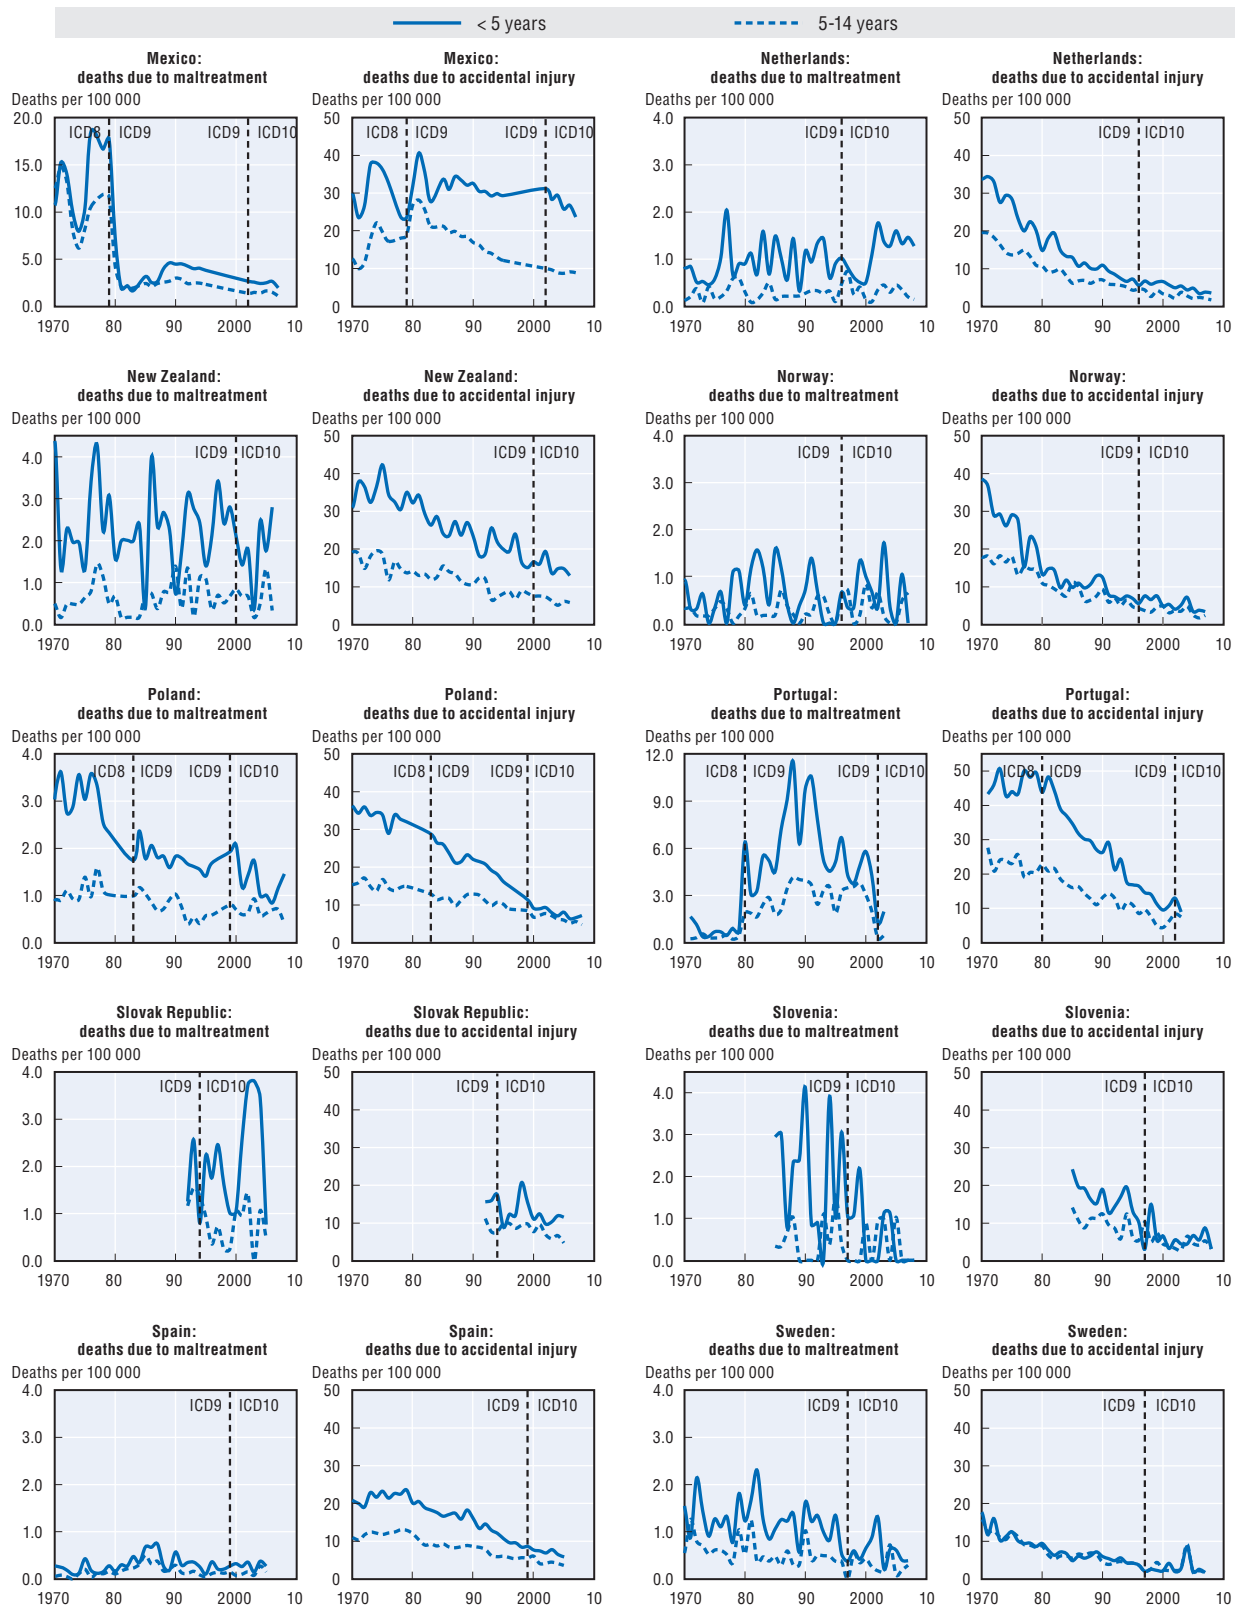 < 5 years 5-14 years
Mexico:
deaths due to maltreatment
Deaths per 100 000
20.0
15.0
10.0
5.0
0.0
ICD8 ICD9 ICD9 ICD10
1970 80 90 2000 10
Mexico:
deaths due to accidental injury
Deaths per 100 000
50
40
30
20
10
0
ICD8 ICD9 ICD9 ICD10
1970 80 90 2000 10
Netherlands:
deaths due to maltreatment
Deaths per 100 000
4.0
3.0
2.0
1.0
0.0
ICD9 ICD10
1970 80 90 2000 10
Netherlands:
deaths due to accidental injury
Deaths per 100 000
50
40
30
20
10
0
ICD9 ICD10
1970 80 90 2000 10
New Zealand:
deaths due to maltreatment
Deaths per 100 000
4.0
3.0
2.0
1.0
0.0
ICD9 ICD10
1970 80 90 2000 10
New Zealand:
deaths due to accidental injury
Deaths per 100 000
50
40
30
20
10
0
ICD9 ICD10
1970 80 90 2000 10
Norway:
deaths due to maltreatment
Deaths per 100 000
4.0
3.0
2.0
1.0
0.0
ICD9 ICD10
1970 80 90 2000 10
Norway:
deaths due to accidental injury
Deaths per 100 000
50
40
30
20
10
0
ICD9 ICD10
1970 80 90 2000 10
Poland:
deaths due to maltreatment
Deaths per 100 000
4.0
3.0
2.0
1.0
0.0
ICD8 ICD9 ICD9 ICD10
1970 80 90 2000 10
Poland:
deaths due to accidental injury
Deaths per 100 000
50
40
30
20
10
0
ICD8 ICD9 ICD9 ICD10
1970 80 90 2000 10
Portugal:
deaths due to maltreatment
Deaths per 100 000
12.0
9.0
6.0
3.0
0.0
ICD8 ICD9 ICD9 ICD10
1970 80 90 2000 10
Portugal:
deaths due to accidental injury
Deaths per 100 000
50
40
30
20
10
0
ICD8 ICD9 ICD9 ICD10
1970 80 90 2000 10
Slovak Republic:
deaths due to maltreatment
Deaths per 100 000
4.0
3.0
2.0
1.0
0.0
ICD9 ICD10
1970 80 90 2000 10
Slovak Republic:
deaths due to accidental injury
Deaths per 100 000
50
40
30
20
10
0
ICD9 ICD10
1970 80 90 2000 10
Slovenia:
deaths due to maltreatment
Deaths per 100 000
4.0
3.0
2.0
1.0
0.0
ICD9 ICD10
1970 80 90 2000 10
Slovenia:
deaths due to accidental injury
Deaths per 100 000
50
40
30
20
10
0
ICD9 ICD10
1970 80 90 2000 10
Spain:
deaths due to maltreatment
Deaths per 100 000
4.0
3.0
2.0
1.0
0.0
ICD9 ICD10
1970 80 90 2000 10
Spain:
deaths due to accidental injury
Deaths per 100 000
50
40
30
20
10
0
ICD9 ICD10
1970 80 90 2000 10
Sweden:
deaths due to maltreatment
Deaths per 100 000
4.0
3.0
2.0
1.0
0.0
ICD9 ICD10
1970 80 90 2000 10
Sweden:
deaths due to accidental injury
Deaths per 100 000
50
40
30
20
10
0
ICD9 ICD10
1970 80 90 2000 10